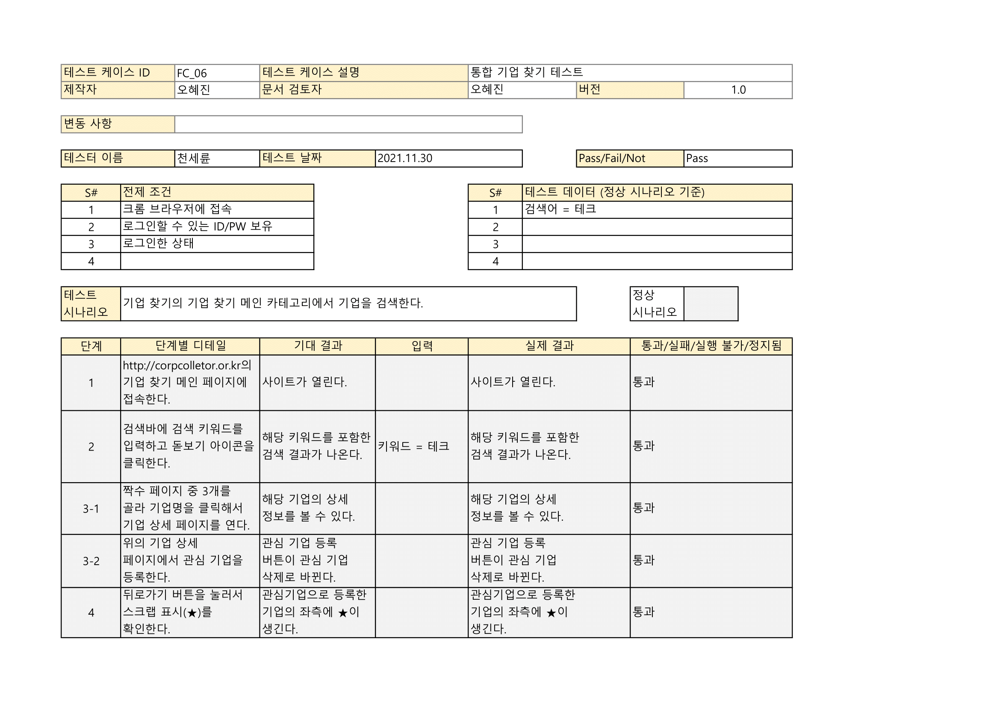 테스트 케이스 ID FC_06 테스트 케이스 설명 통합 기업 찾기 테스트
제작자 오혜진 문서 검토자 오혜진 버전 1.0
변동 사항
테스터 이름 천세륜 테스트 날짜 2021.11.30 Pass/Fail/Not Pass
S# 전제 조건 S# 테스트 데이터 (정상 시나리오 기준)
1 크롬 브라우저에 접속 1 검색어 = 테크
2 로그인할 수 있는 ID/PW 보유 2
3 로그인한 상태 3
4 4
테스트
시나리오
기업 찾기의 기업 찾기 메인 카테고리에서 기업을 검색한다.
정상
시나리오
단계 단계별 디테일 기대 결과 입력 실제 결과 통과/실패/실행 불가/정지됨
1
http://corpcolletor.or.kr의
기업 찾기 메인 페이지에
접속한다.
사이트가 열린다.
사이트가 열린다.
통과
2
검색바에 검색 키워드를
입력하고 돋보기 아이콘을
클릭한다.
해당 키워드를 포함한
검색 결과가 나온다.
키워드 = 테크
해당 키워드를 포함한
검색 결과가 나온다.
통과
3-1
짝수 페이지 중 3개를
골라 기업명을 클릭해서
기업 상세 페이지를 연다.
해당 기업의 상세
정보를 볼 수 있다.
해당 기업의 상세
정보를 볼 수 있다.
통과
3-2
위의 기업 상세
페이지에서 관심 기업을
등록한다.
관심 기업 등록
버튼이 관심 기업
삭제로 바뀐다.
관심 기업 등록
버튼이 관심 기업
삭제로 바뀐다.
통과
4
뒤로가기 버튼을 눌러서
스크랩 표시(★)를
확인한다.
관심기업으로 등록한
기업의 좌측에 ★이
생긴다.
관심기업으로 등록한
기업의 좌측에 ★이
생긴다.
통과